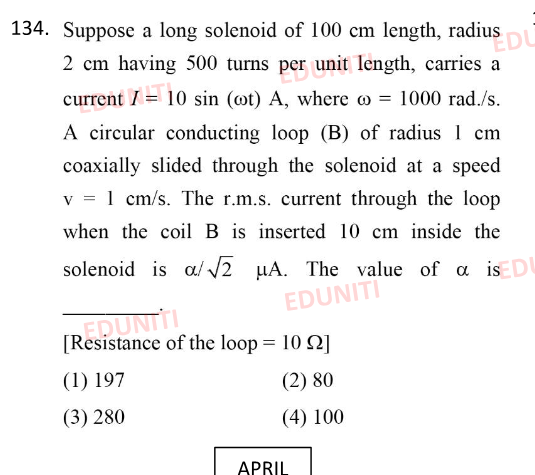 134. Suppose a long solenoid of 100 cm length, radius
2 cm having 500 turns per unit length, carries a
current I = 10 sin (ωt) A, where ω = 1000 rad./s.
A circular conducting loop (B) of radius 1 cm
coaxially slided through the solenoid at a speed
v = 1 cm/s. The r.m.s. current through the loop
when the coil B is inserted 10 cm inside the
solenoid is α/√2 μA. The value of α is
__________.
[Resistance of the loop = 10 Ω]
(1) 197 (2) 80
(3) 280 (4) 100
APRIL
EDUNITI
EDUNITI
EDUNITI
EDUNITI